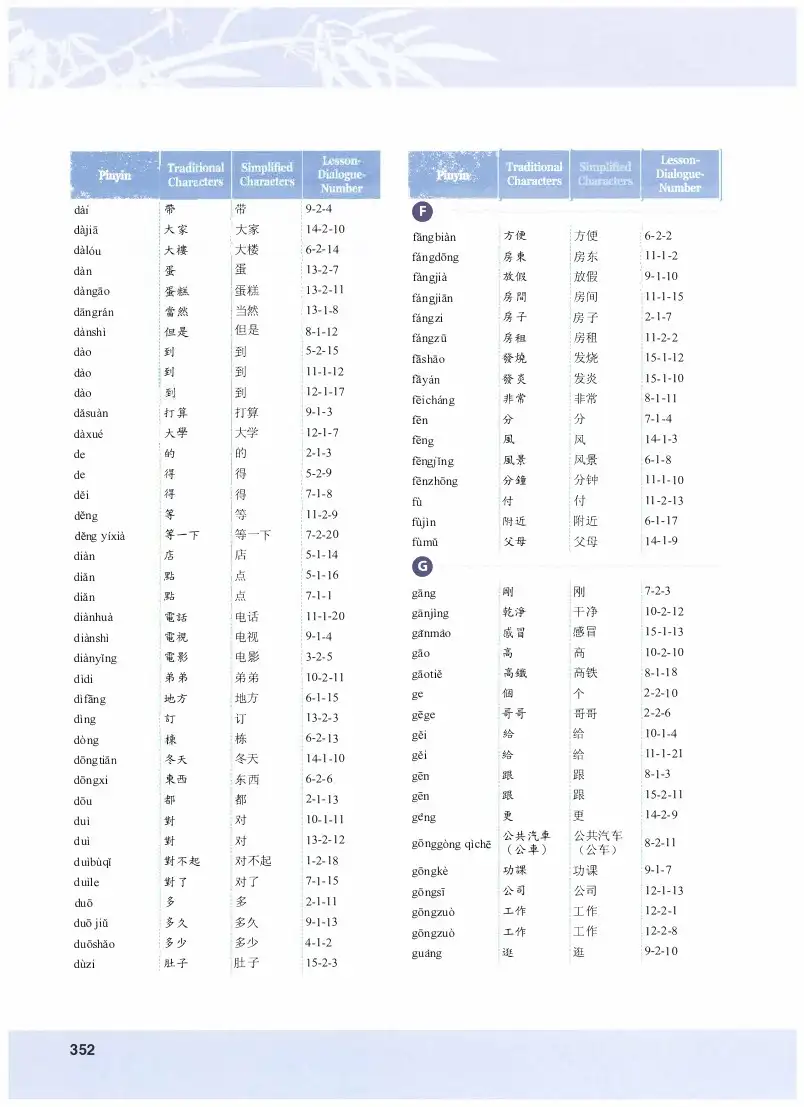 Pinyin Traditional Characters Simplified Characters Lesson-Dialogue-Number
dài 帶 带 9-2-4
dàjiā 大家 大家 14-2-10
dàlóu 大樓 大楼 6-2-14
dàn 蛋 蛋 13-2-7
dàngāo 蛋糕 蛋糕 13-2-11
dāngrán 當然 当然 13-1-8
dànshì 但是 但是 8-1-12
dào 到 到 5-2-15
dào 到 到 11-1-12
dào 到 到 12-1-17
dǎsuàn 打算 打算 9-1-3
dàxué 大學 大学 12-1-7
de 的 的 2-1-3
de 得 得 5-2-9
děi 得 得 7-1-8
děng 等 等 11-2-9
děng yíxià 等一下 等一下 7-2-20
diàn 店 店 5-1-14
diǎn 點 点 5-1-16
diǎn 點 点 7-1-1
diànhuà 電話 电话 11-1-20
diànshì 電視 电视 9-1-4
diànyǐng 電影 电影 3-2-5
dìdi 弟弟 弟弟 10-2-11
dìfāng 地方 地方 6-1-15
dìng 訂 订 13-2-3
dòng 棟 栋 6-2-13
dōngtiān 冬天 冬天 14-1-10
dōngxi 東西 东西 6-2-6
dōu 都 都 2-1-13
duì 對 对 10-1-11
duì 對 对 13-2-12
duìbùqǐ 對不起 对不起 1-2-18
duìle 對了 对了 7-1-15
duō 多 多 2-1-11
duō jiǔ 多久 多久 9-1-13
duōshǎo 多少 多少 4-1-2
dùzi 肚子 肚子 15-2-3
Pinyin Traditional Characters Simplified Characters Lesson-Dialogue-Number
F
fāngbiàn 方便 方便 6-2-2
fángdōng 房東 房东 11-1-2
fàngjià 放假 放假 9-1-10
fángjiān 房間 房间 11-1-15
fángzi 房子 房子 2-1-7
fángzū 房租 房租 11-2-2
fāshāo 發燒 发烧 15-1-12
fāyán 發炎 发炎 15-1-10
fēicháng 非常 非常 8-1-11
fēn 分 分 7-1-4
fēng 風 风 14-1-3
fēngjǐng 風景 风景 6-1-8
fēnzhōng 分鐘 分钟 11-1-10
fù 付 付 11-2-13
fùjìn 附近 附近 6-1-17
fùmǔ 父母 父母 14-1-9
G
gāng 剛 刚 7-2-3
gānjìng 乾淨 干净 10-2-12
gǎnmào 感冒 感冒 15-1-13
gāo 高 高 10-2-10
gāotiě 高鐵 高铁 8-1-18
ge 個 个 2-2-10
gēge 哥哥 哥哥 2-2-6
gěi 給 给 10-1-4
gěi 給 给 11-1-21
gēn 跟 跟 8-1-3
gēn 跟 跟 15-2-11
gèng 更 更 14-2-9
gōnggòng qìchē 公共汽車（公車） 公共汽车（公车） 8-2-11
gōngkè 功課 功课 9-1-7
gōngsī 公司 公司 12-1-13
gōngzuò 工作 工作 12-2-1
gōngzuò 工作 工作 12-2-8
guàng 逛 逛 9-2-10
352